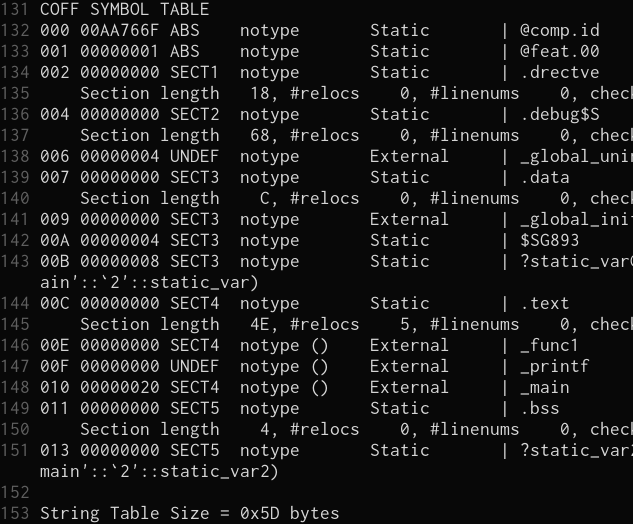 131 COFF SYMBOL TABLE
132 000 00AA766F ABS    notype       Static       | @comp.id
133 001 00000001 ABS    notype       Static       | @feat.00
134 002 00000000 SECT1  notype       Static       | .drectve
135     Section length   18, #relocs    0, #linenums    0, chec
136 004 00000000 SECT2  notype       Static       | .debug$S
137     Section length   68, #relocs    0, #linenums    0, chec
138 006 00000004 UNDEF  notype       External     | _global_unin
139 007 00000000 SECT3  notype       Static       | .data
140     Section length    C, #relocs    0, #linenums    0, chec
141 009 00000000 SECT3  notype       External     | _global_init
142 00A 00000004 SECT3  notype       Static       | $SG893
143 00B 00000008 SECT3  notype       Static       | ?static_var@
ain'::`2'::static_var)
144 00C 00000000 SECT4  notype       Static       | .text
145     Section length   4E, #relocs    5, #linenums    0, chec
146 00E 00000000 SECT4  notype ()    External     | _func1
147 00F 00000000 UNDEF  notype ()    External     | _printf
148 010 00000020 SECT4  notype ()    External     | _main
149 011 00000000 SECT5  notype       Static       | .bss
150     Section length    4, #relocs    0, #linenums    0, chec
151 013 00000000 SECT5  notype       Static       | ?static_var2
main'::`2'::static_var2)
152
153 String Table Size = 0x5D bytes